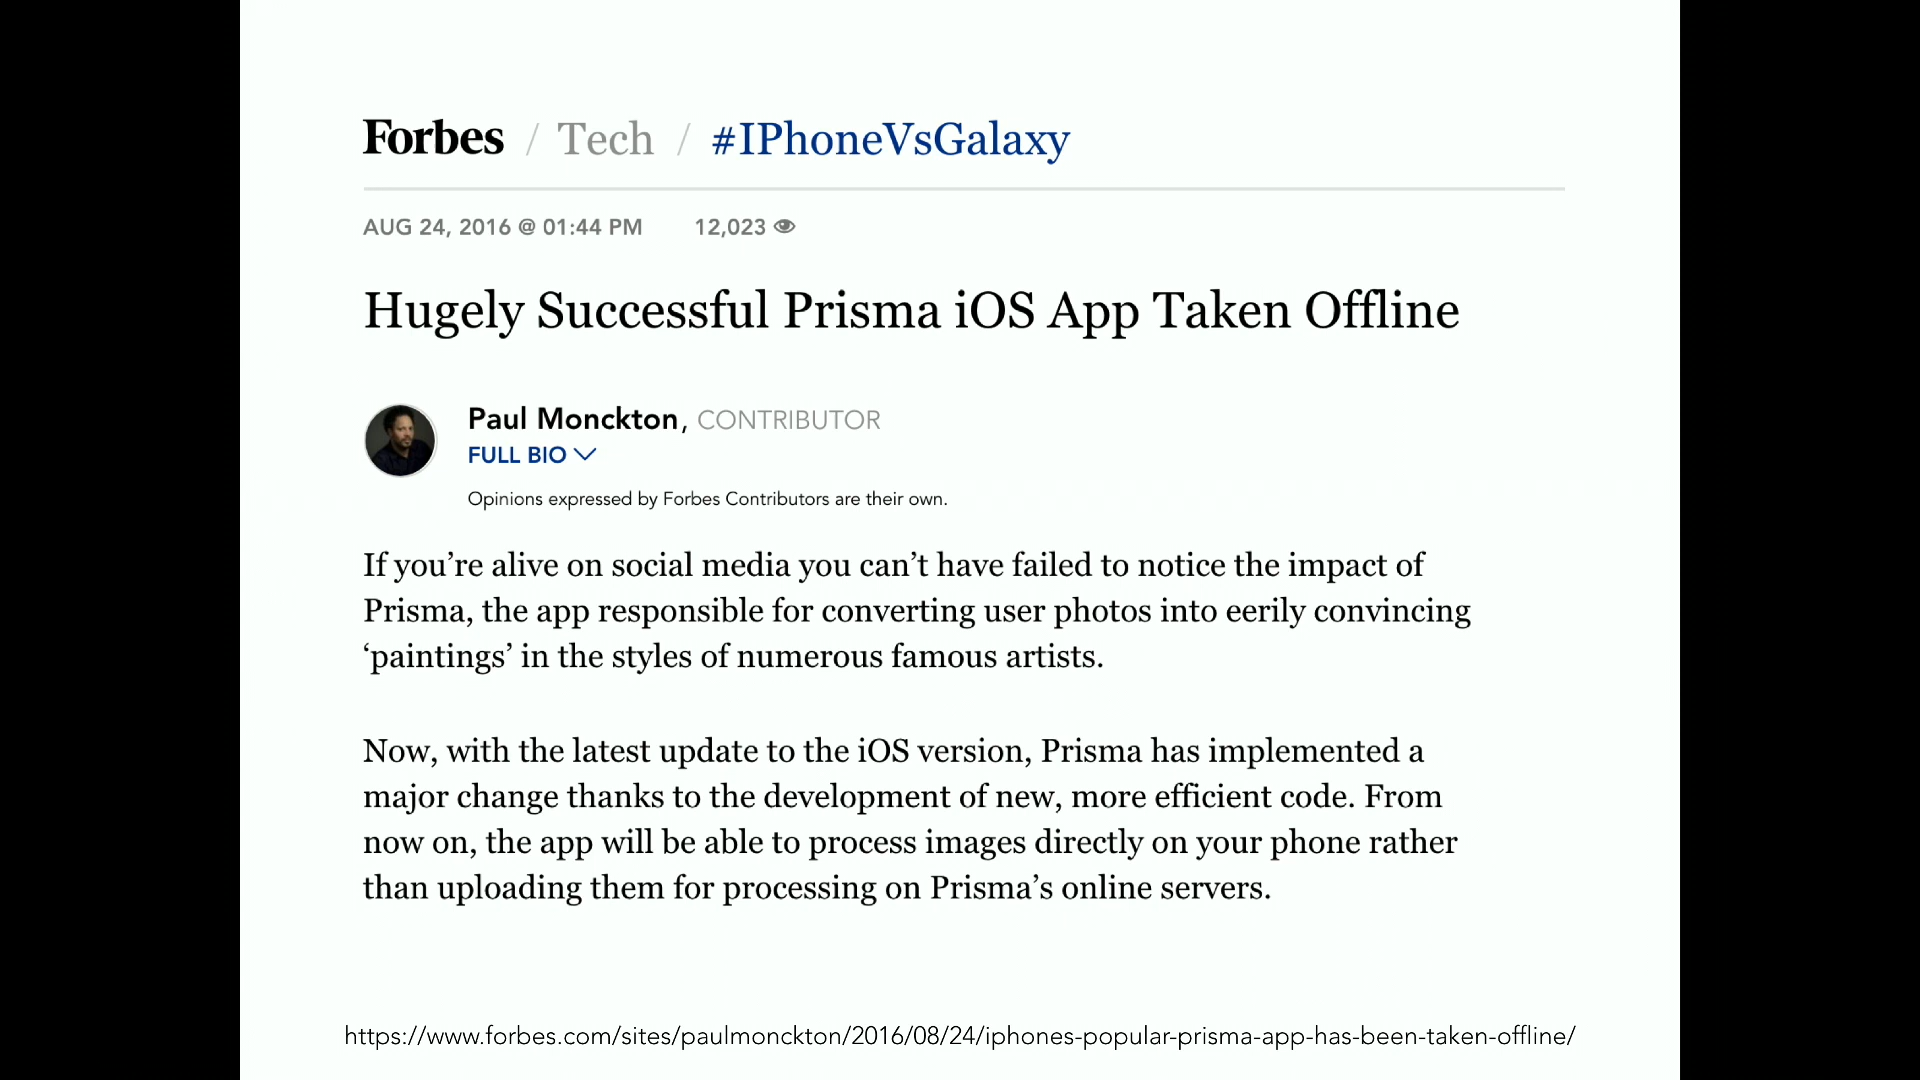 Forbes / Tech / #IPhoneVsGalaxy
AUG 24, 2016 @ 01:44 PM 12,023
Hugely Successful Prisma iOS App Taken Offline
Paul Monckton, CONTRIBUTOR
FULL BIO
Opinions expressed by Forbes Contributors are their own.
If you’re alive on social media you can’t have failed to notice the impact of
Prisma, the app responsible for converting user photos into eerily convincing
‘paintings’ in the styles of numerous famous artists.
Now, with the latest update to the iOS version, Prisma has implemented a
major change thanks to the development of new, more efficient code. From
now on, the app will be able to process images directly on your phone rather
than uploading them for processing on Prisma’s online servers.
https://www.forbes.com/sites/paulmonckton/2016/08/24/iphones-popular-prisma-app-has-been-taken-offline/